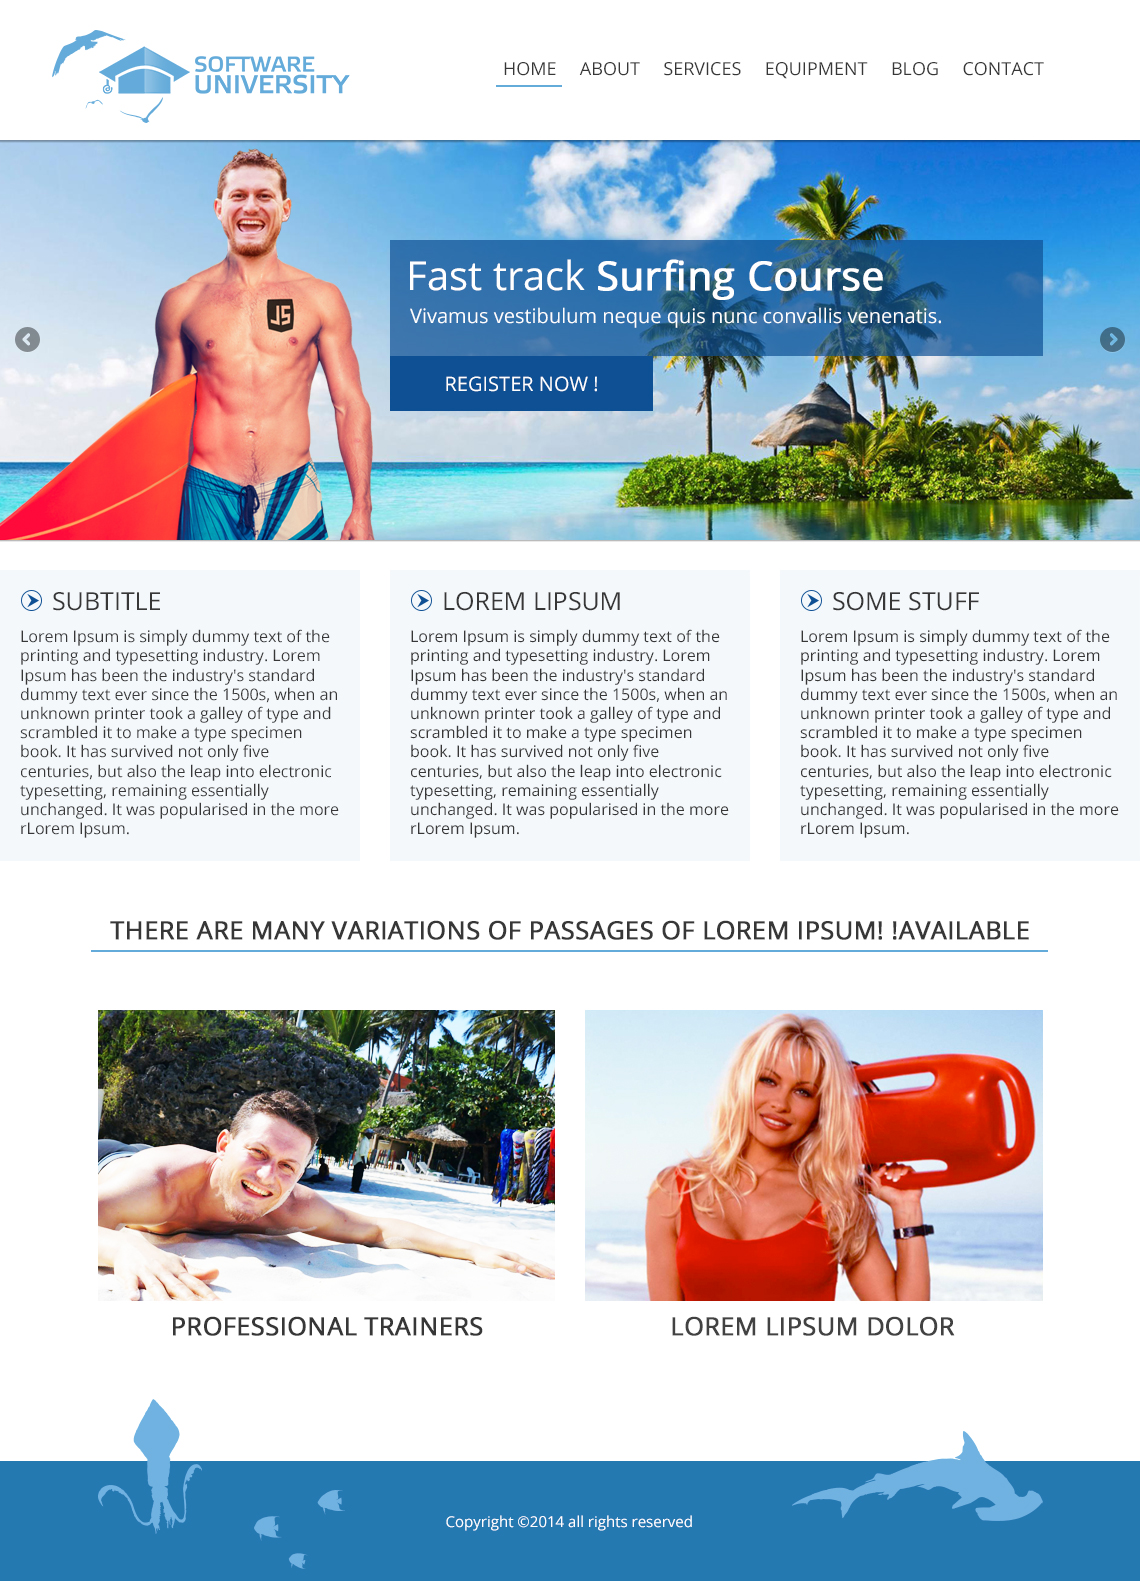 SOFTWARE
UNIVERSITY
HOME ABOUT SERVICES EQUIPMENT BLOG CONTACT
Fast track Surfing Course
Vivamus vestibulum neque quis nunc convallis venenatis.
JS
REGISTER NOW !
SUBTITLE
Lorem Ipsum is simply dummy text of the
printing and typesetting industry. Lorem
Ipsum has been the industry's standard
dummy text ever since the 1500s, when an
unknown printer took a galley of type and
scrambled it to make a type specimen
book. It has survived not only five
centuries, but also the leap into electronic
typesetting, remaining essentially
unchanged. It was popularised in the more
rLorem Ipsum.
LOREM LIPSUM
Lorem Ipsum is simply dummy text of the
printing and typesetting industry. Lorem
Ipsum has been the industry's standard
dummy text ever since the 1500s, when an
unknown printer took a galley of type and
scrambled it to make a type specimen
book. It has survived not only five
centuries, but also the leap into electronic
typesetting, remaining essentially
unchanged. It was popularised in the more
rLorem Ipsum.
SOME STUFF
Lorem Ipsum is simply dummy text of the
printing and typesetting industry. Lorem
Ipsum has been the industry's standard
dummy text ever since the 1500s, when an
unknown printer took a galley of type and
scrambled it to make a type specimen
book. It has survived not only five
centuries, but also the leap into electronic
typesetting, remaining essentially
unchanged. It was popularised in the more
rLorem Ipsum.
THERE ARE MANY VARIATIONS OF PASSAGES OF LOREM IPSUM! !AVAILABLE
PROFESSIONAL TRAINERS
LOREM LIPSUM DOLOR
Copyright ©2014 all rights reserved